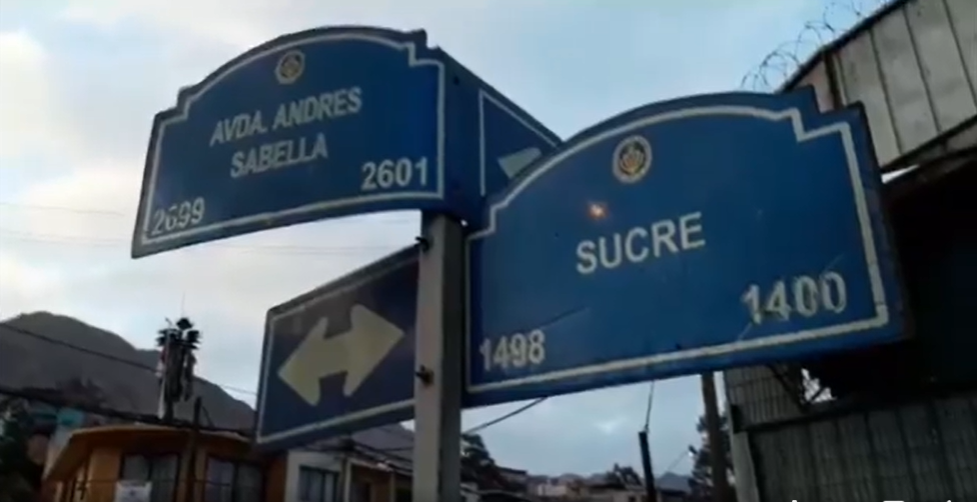 AVDA. ANDRES
SABELLA
2699 2601
SUCRE
1498 1400